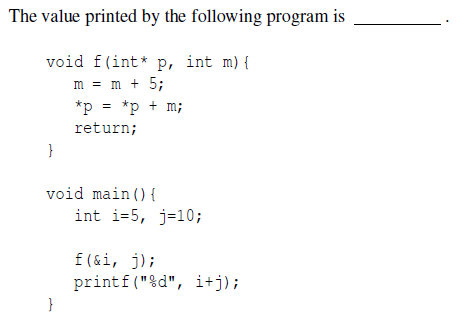 The value printed by the following program is __________ .
void f(int* p, int m){
m = m + 5;
*p = *p + m;
return;
}
void main(){
int i=5, j=10;
f(&i, j);
printf("%d", i+j);
}